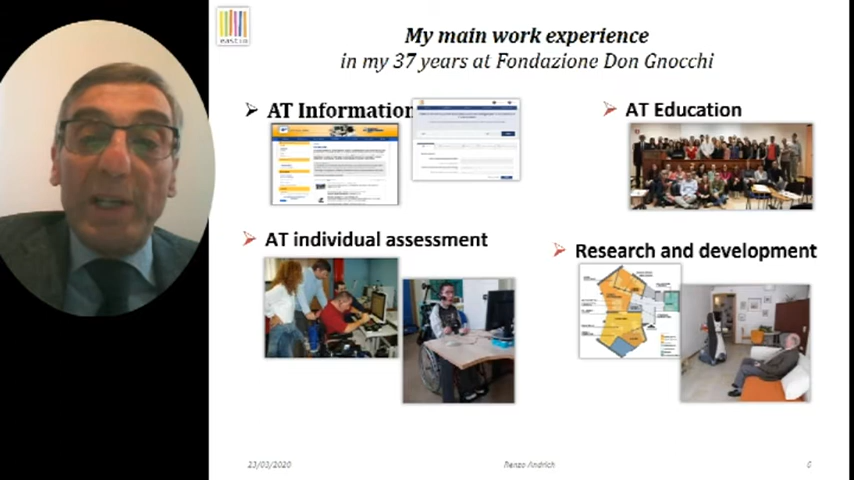 My main work experience
in my 37 years at Fondazione Don Gnocchi
AT Information
AT Education
AT individual assessment
Research and development
23/03/2020
Renzo Andrich
6